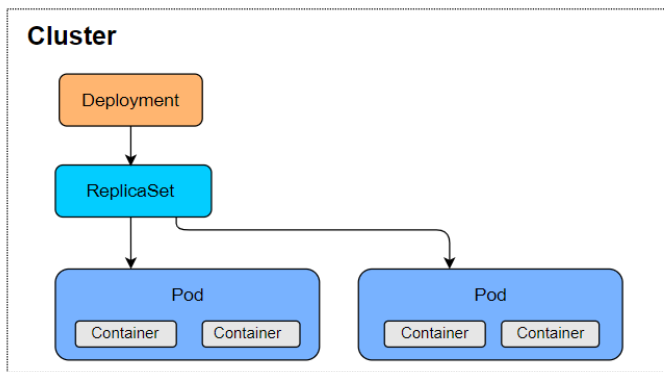 Cluster
Deployment
ReplicaSet
Pod
Container Container
Pod
Container Container